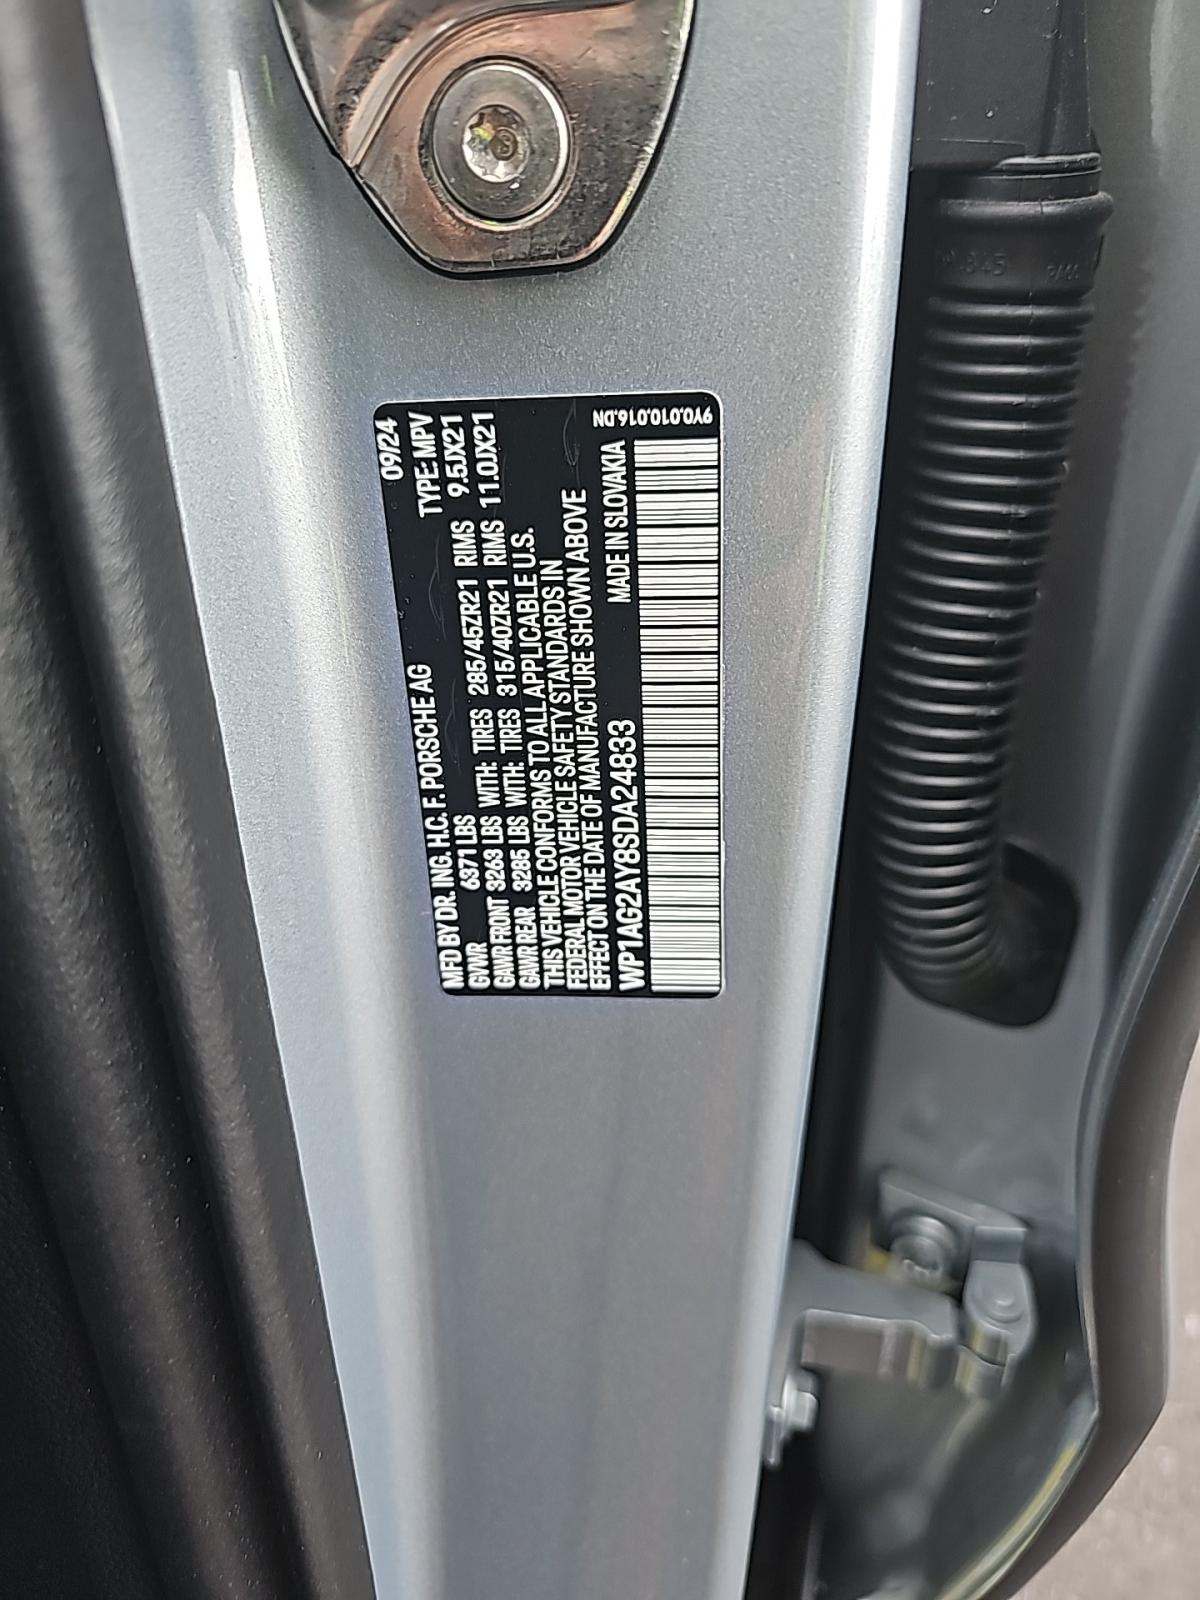 09/24
MFD BY DR. ING. H.C. F. PORSCHE AG TYPE: MPV
GVWR 6371 LBS
GAWR FRONT 3263 LBS WITH: TIRES 285/45ZR21 RIMS 9.5JX21
GAWR REAR 3285 LBS WITH: TIRES 315/40ZR21 RIMS 11.0JX21
THIS VEHICLE CONFORMS TO ALL APPLICABLE U.S.
FEDERAL MOTOR VEHICLE SAFETY STANDARDS IN
EFFECT ON THE DATE OF MANUFACTURE SHOWN ABOVE
WP1AG2AY8SDA24833 MADE IN SLOVAKIA
9Y0.010.016.DN